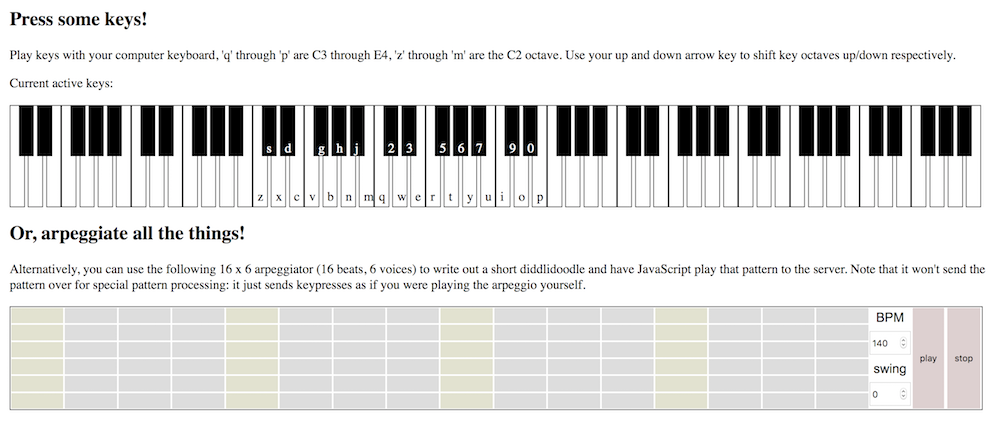 Press some keys!
Play keys with your computer keyboard, 'q' through 'p' are C3 through E4, 'z' through 'm' are the C2 octave. Use your up and down arrow key to shift key octaves up/down respectively.
Current active keys:
s d g h j 2 3 5 6 7 9 0
z x c v b n m q w e r t y u i o p
Or, arpeggiate all the things!
Alternatively, you can use the following 16 x 6 arpeggiator (16 beats, 6 voices) to write out a short diddlidoodle and have JavaScript play that pattern to the server. Note that it won't send the
pattern over for special pattern processing: it just sends keypresses as if you were playing the arpeggio yourself.
BPM
140
swing
0
play
stop